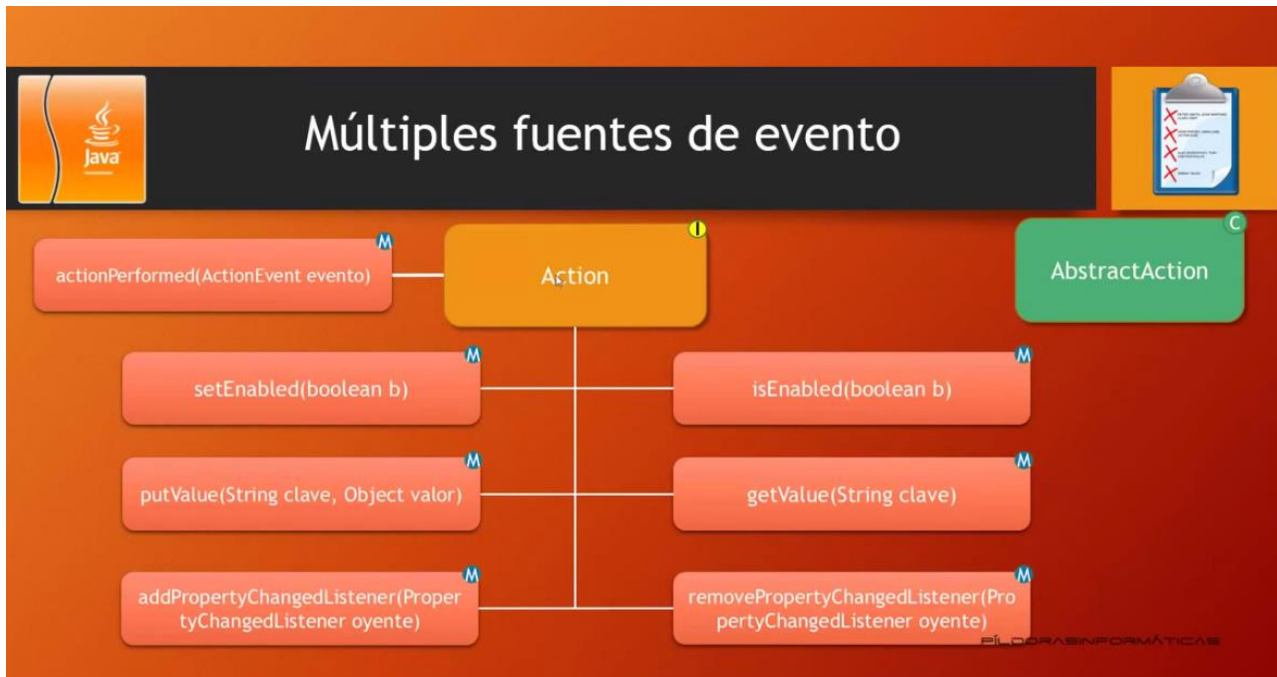 Múltiples fuentes de evento
Java
M
I
C
actionPerformed(ActionEvent evento)
Action
AbstractAction
M
M
setEnabled(boolean b)
isEnabled(boolean b)
M
M
putValue(String clave, Object valor)
getValue(String clave)
M
M
addPropertyChangedListener(Proper
tyChangedListener oyente)
removePropertyChangedListener(Pro
pertyChangedListener oyente)
PÍLDORASINFORMÁTICAS